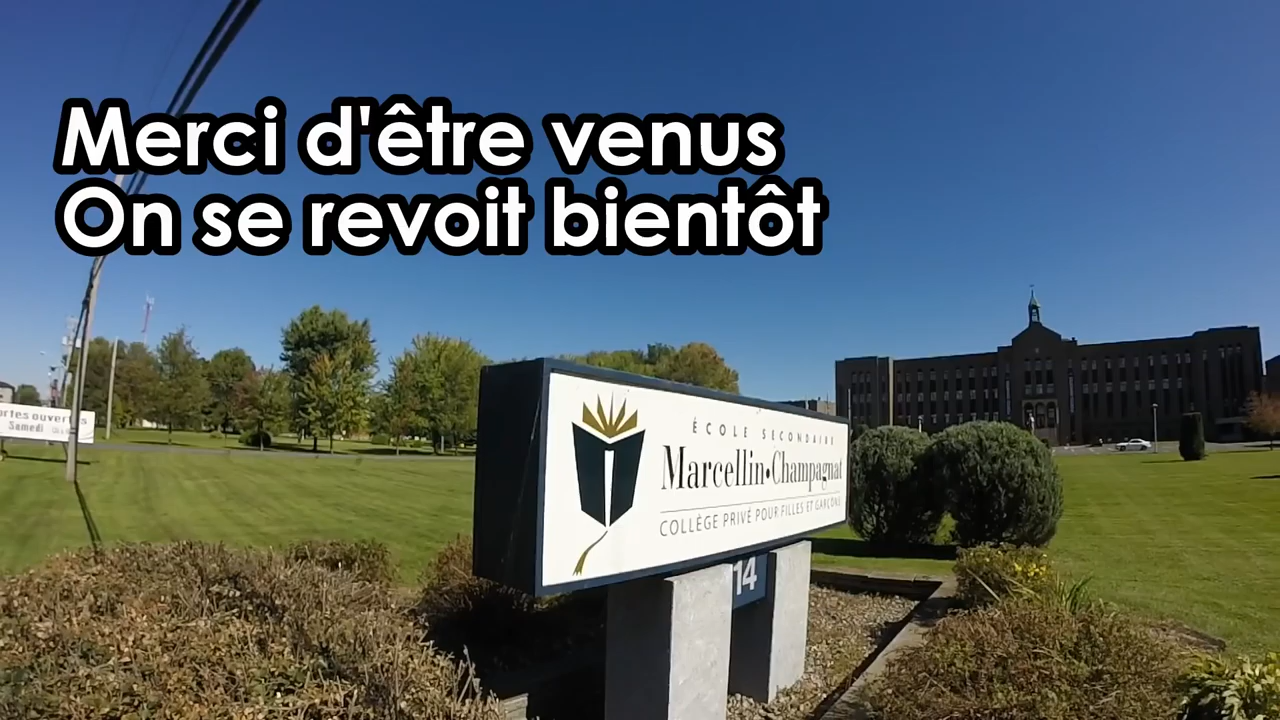 Merci d'être venus
On se revoit bientôt
ortes ouvertes
Samedi
ÉCOLE SECONDAIRE
Marcellin•Champagnat
COLLÈGE PRIVÉ POUR FILLES ET GARÇONS
14